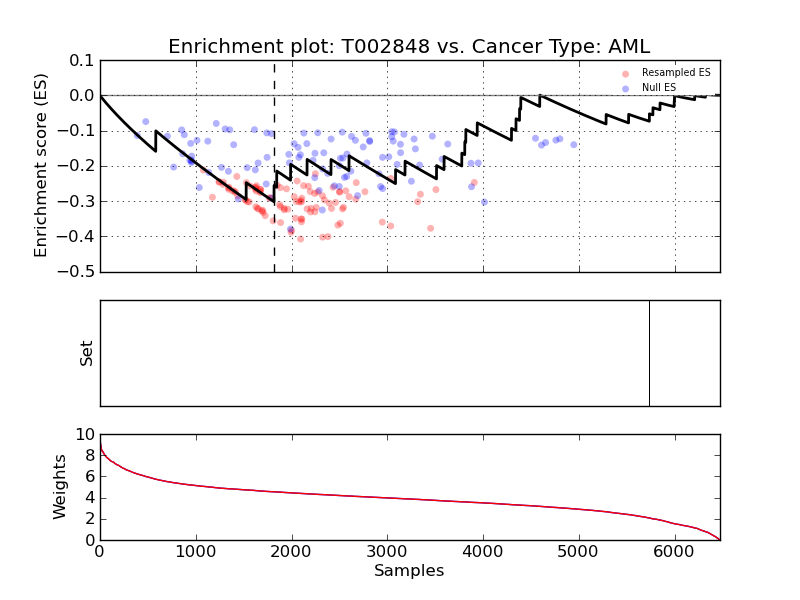 Enrichment plot: T002848 vs. Cancer Type: AML
Enrichment score (ES)
0.1
0.0
−0.1
−0.2
−0.3
−0.4
−0.5
Resampled ES
Null ES
Set
Weights
10
8
6
4
2
0
0 1000 2000 3000 4000 5000 6000
Samples